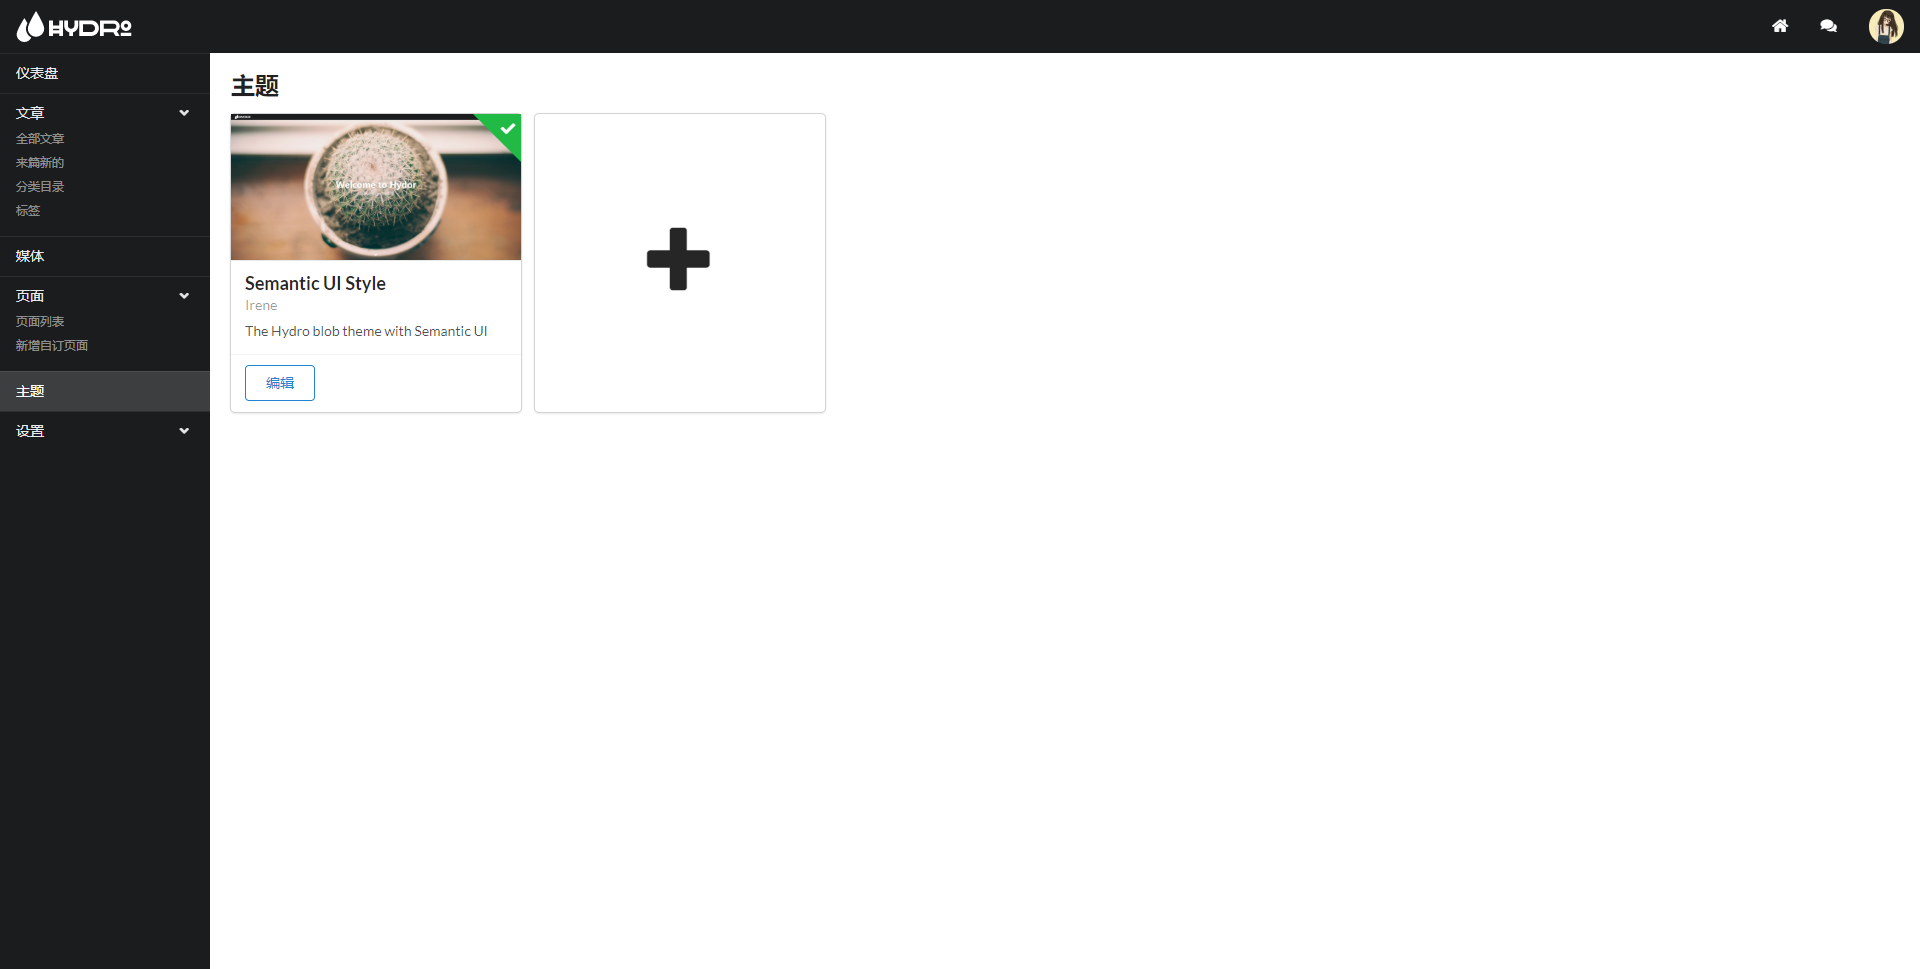 HYDRO
仪表盘
文章
全部文章
来篇新的
分类目录
标签
媒体
页面
页面列表
新增自订页面
主题
设置
主题
Welcome to Hydor
Semantic UI Style
Irene
The Hydro blob theme with Semantic UI
编辑